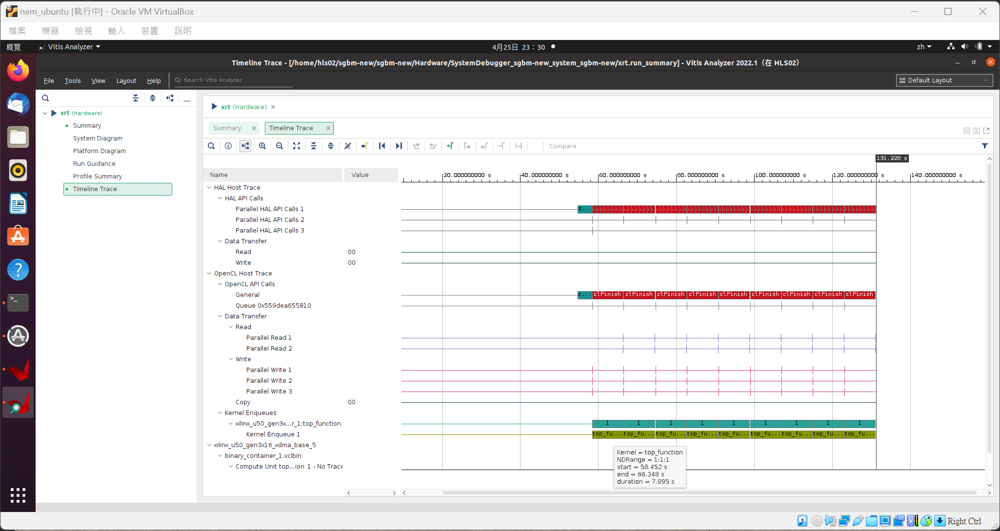 nem_ubuntu [執行中] - Oracle VM VirtualBox
檔案 機器 檢視 輸入 裝置 說明
概覽 Vitis Analyzer 4月25日 23：30 zh
Timeline Trace - [/home/hls02/sgbm-new/sgbm-new/Hardware/SystemDebugger_sgbm-new_system_sgbm-new/xrt.run_summary] - Vitis Analyzer 2022.1 (在 HLS02)
File Tools View Layout Help Search Vitis Analyzer Default Layout
xrt (Hardware)
Summary
System Diagram
Platform Diagram
Run Guidance
Profile Summary
Timeline Trace
xrt (Hardware)
Summary Timeline Trace
Compare
131.228 s
Name Value 20.000000000 s 40.000000000 s 60.000000000 s 80.000000000 s 100.000000000 s 120.000000000 s 140.000000000 s
HAL Host Trace
HAL API Calls
Parallel HAL API Calls 1 x...
Parallel HAL API Calls 2
Parallel HAL API Calls 3
Data Transfer
Read 00
Write 00
OpenCL Host Trace
OpenCL API Calls
General c... clFinish clFinish clFinish clFinish clFinish clFinish clFinish clFinish clFinish
Queue 0x559dea655810
Data Transfer
Read
Parallel Read 1
Parallel Read 2
Write
Parallel Write 1
Parallel Write 2
Parallel Write 3
Copy 00
Kernel Enqueues
xilinx_u50_gen3x...r_1:top_function 1 1 1 1 1 1 1 1 1
Kernel Enqueue 1 top_fu... top_fu... top_fu... top_fu... top_fu... top_fu... top_fu... top_fu... top_fu...
xilinx_u50_gen3x16_xdma_base_5
binary_container_1.xclbin
Compute Unit top...ion_1 - No Trace
Kernel = top_function
NDRange = 1:1:1
start = 58.452 s
end = 66.348 s
duration = 7.895 s
Right Ctrl